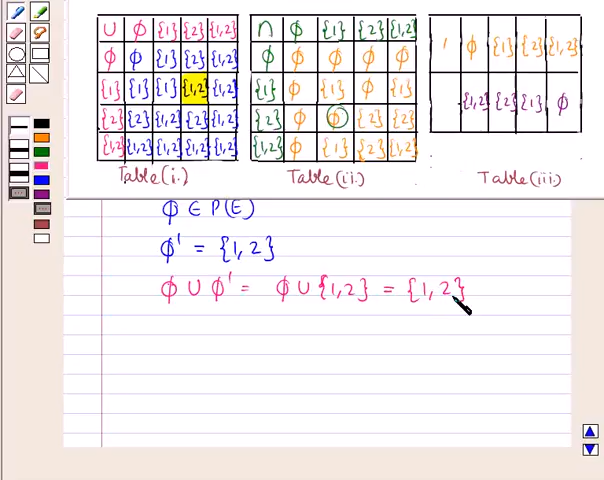 ∪ ϕ {1} {2} {1,2} ∩ ϕ {1} {2} {1,2} ' ϕ {1} {2} {1,2}
ϕ ϕ {1} {2} {1,2} ϕ ϕ ϕ ϕ ϕ
{1} {1} {1} {1,2} {1,2} {1} ϕ {1} ϕ {1} {1,2} {2} {1} ϕ
{2} {2} {1,2} {2} {1,2} {2} ϕ ϕ {2} {2}
{1,2} {1,2} {1,2} {1,2} {1,2} {1,2} ϕ {1} {2} {1,2}
Table(i.) Table(ii.) Table(iii.)
ϕ ∈ P(E)
ϕ' = {1,2}
ϕ ∪ ϕ' = ϕ ∪ {1,2} = {1,2}